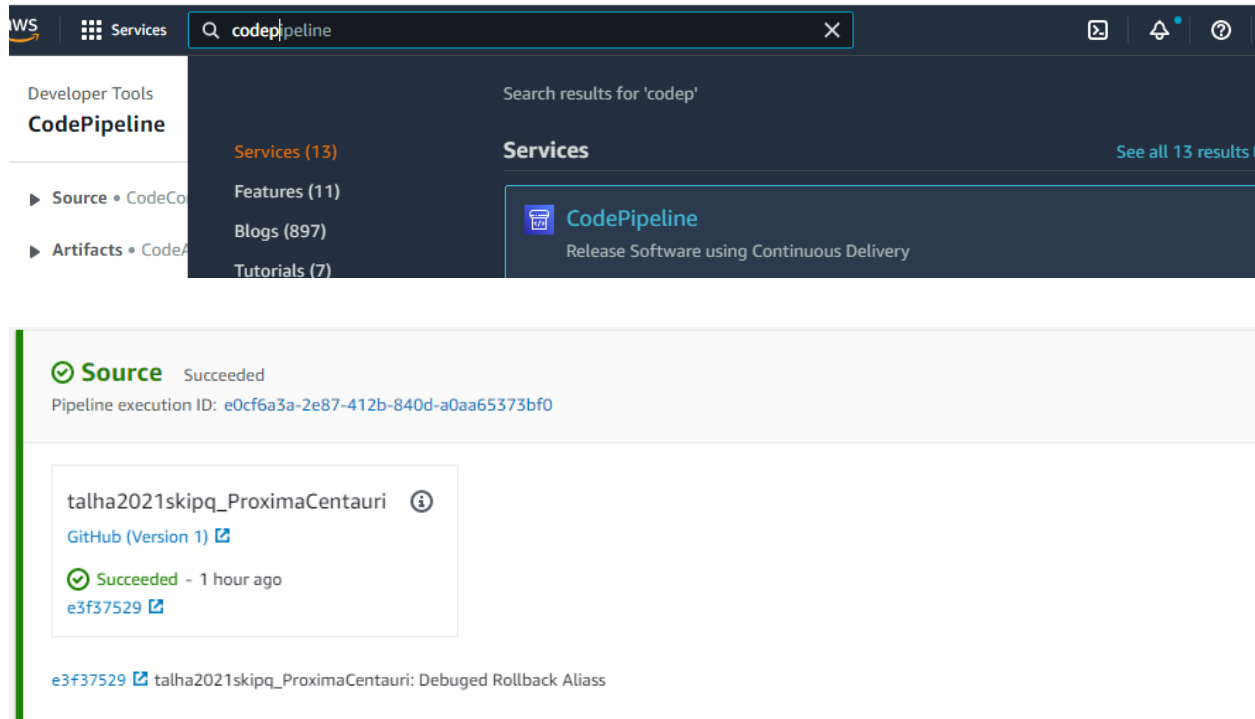 aws
Services
codepipeline
Developer Tools
CodePipeline
Source • CodeCo
Artifacts • CodeA
Search results for 'codep'
Services (13)
Features (11)
Blogs (897)
Tutorials (7)
Services
See all 13 results
CodePipeline
Release Software using Continuous Delivery
Source Succeeded
Pipeline execution ID: e0cf6a3a-2e87-412b-840d-a0aa65373bf0
talha2021skipq_ProximaCentauri
GitHub (Version 1)
Succeeded - 1 hour ago
e3f37529
e3f37529 talha2021skipq_ProximaCentauri: Debuged Rollback Aliass